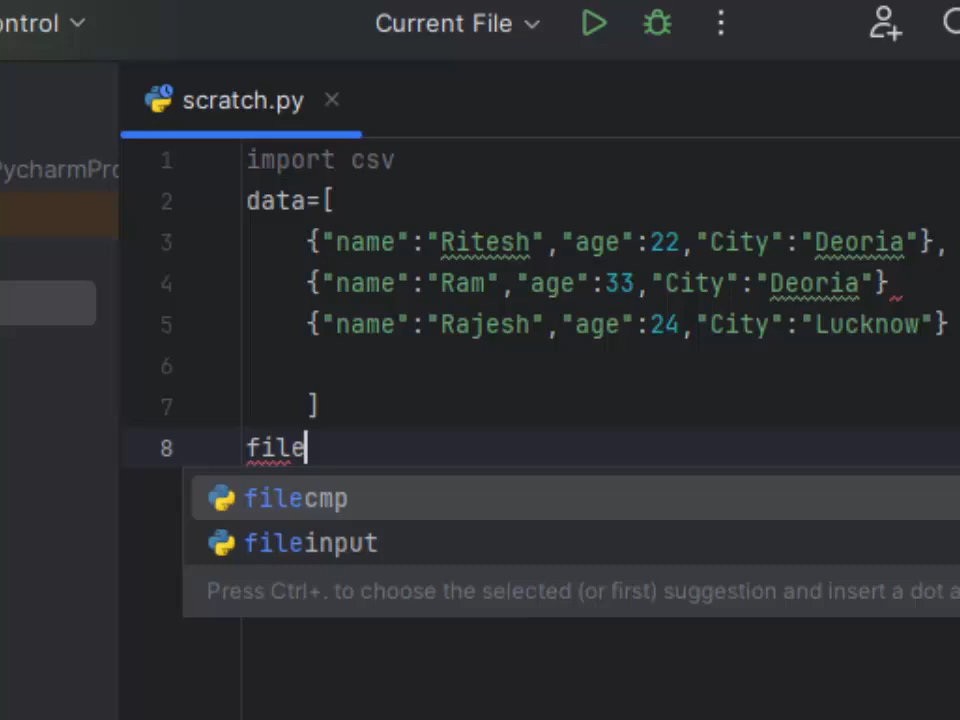 ontrol
Current File
scratch.py
PycharmPro
1 import csv
2 data=[
3 {"name":"Ritesh","age":22,"City":"Deoria"},
4 {"name":"Ram","age":33,"City":"Deoria"}
5 {"name":"Rajesh","age":24,"City":"Lucknow"}
6
7 ]
8 file
filecmp
fileinput
Press Ctrl+. to choose the selected (or first) suggestion and insert a dot a